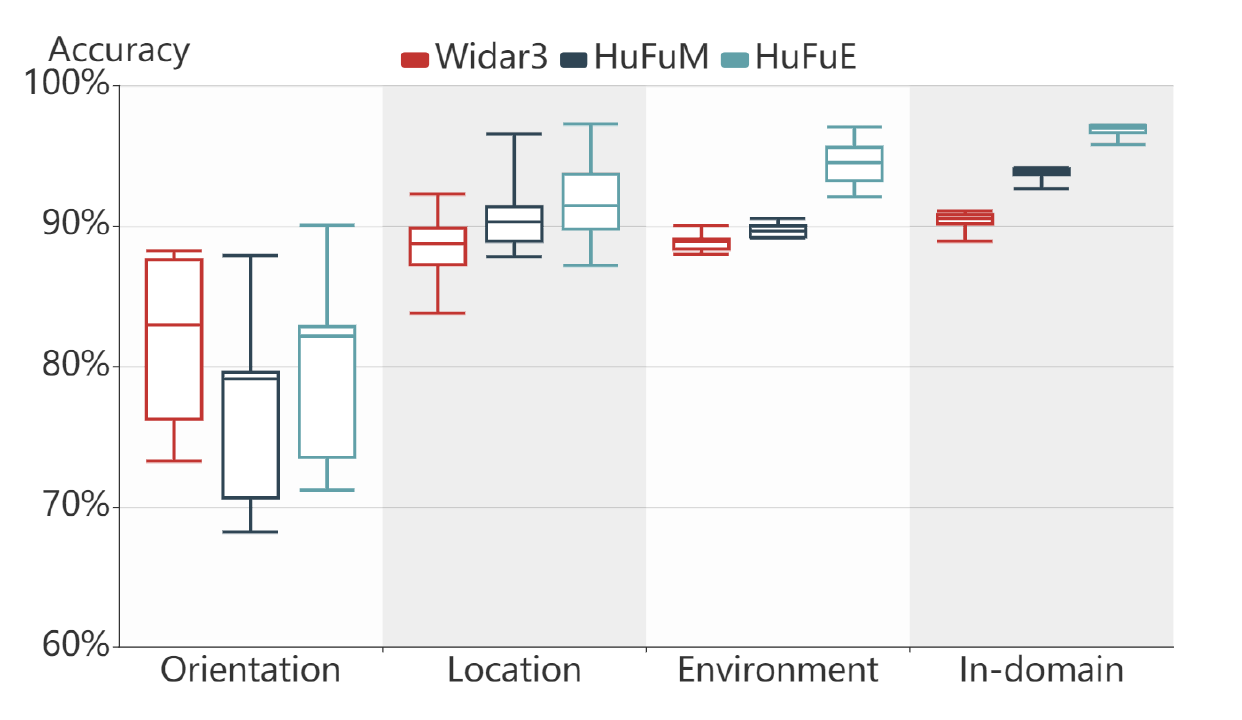 Accuracy
Widar3 HuFuM HuFuE
100%
90%
80%
70%
60%
Orientation Location Environment In-domain